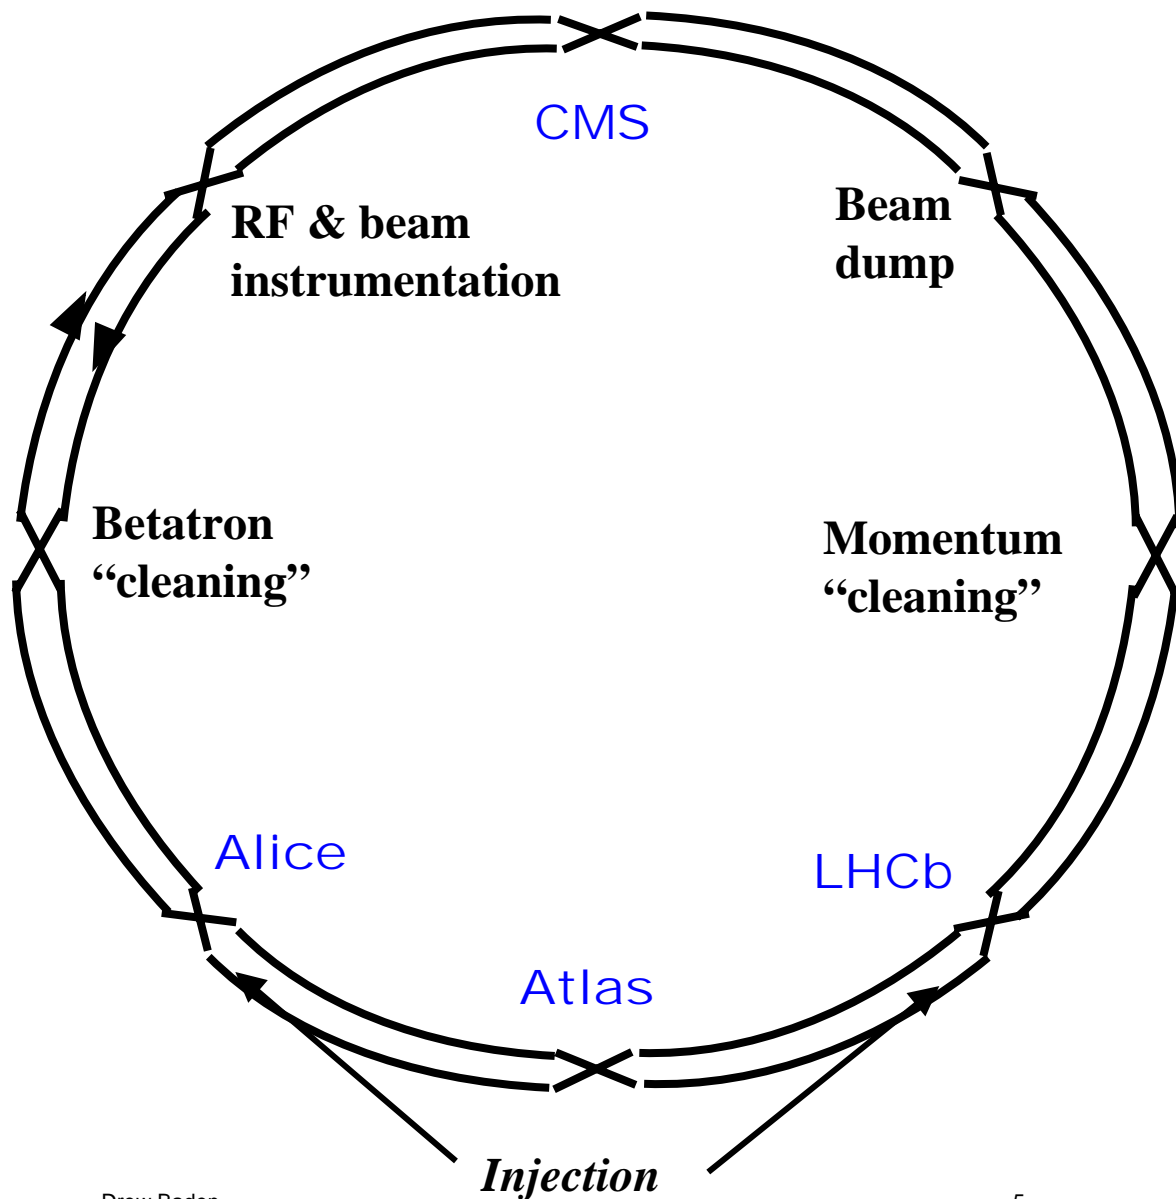 CMS
RF & beam
instrumentation
Beam
dump
Betatron
“cleaning”
Momentum
“cleaning”
Alice
LHCb
Atlas
Injection